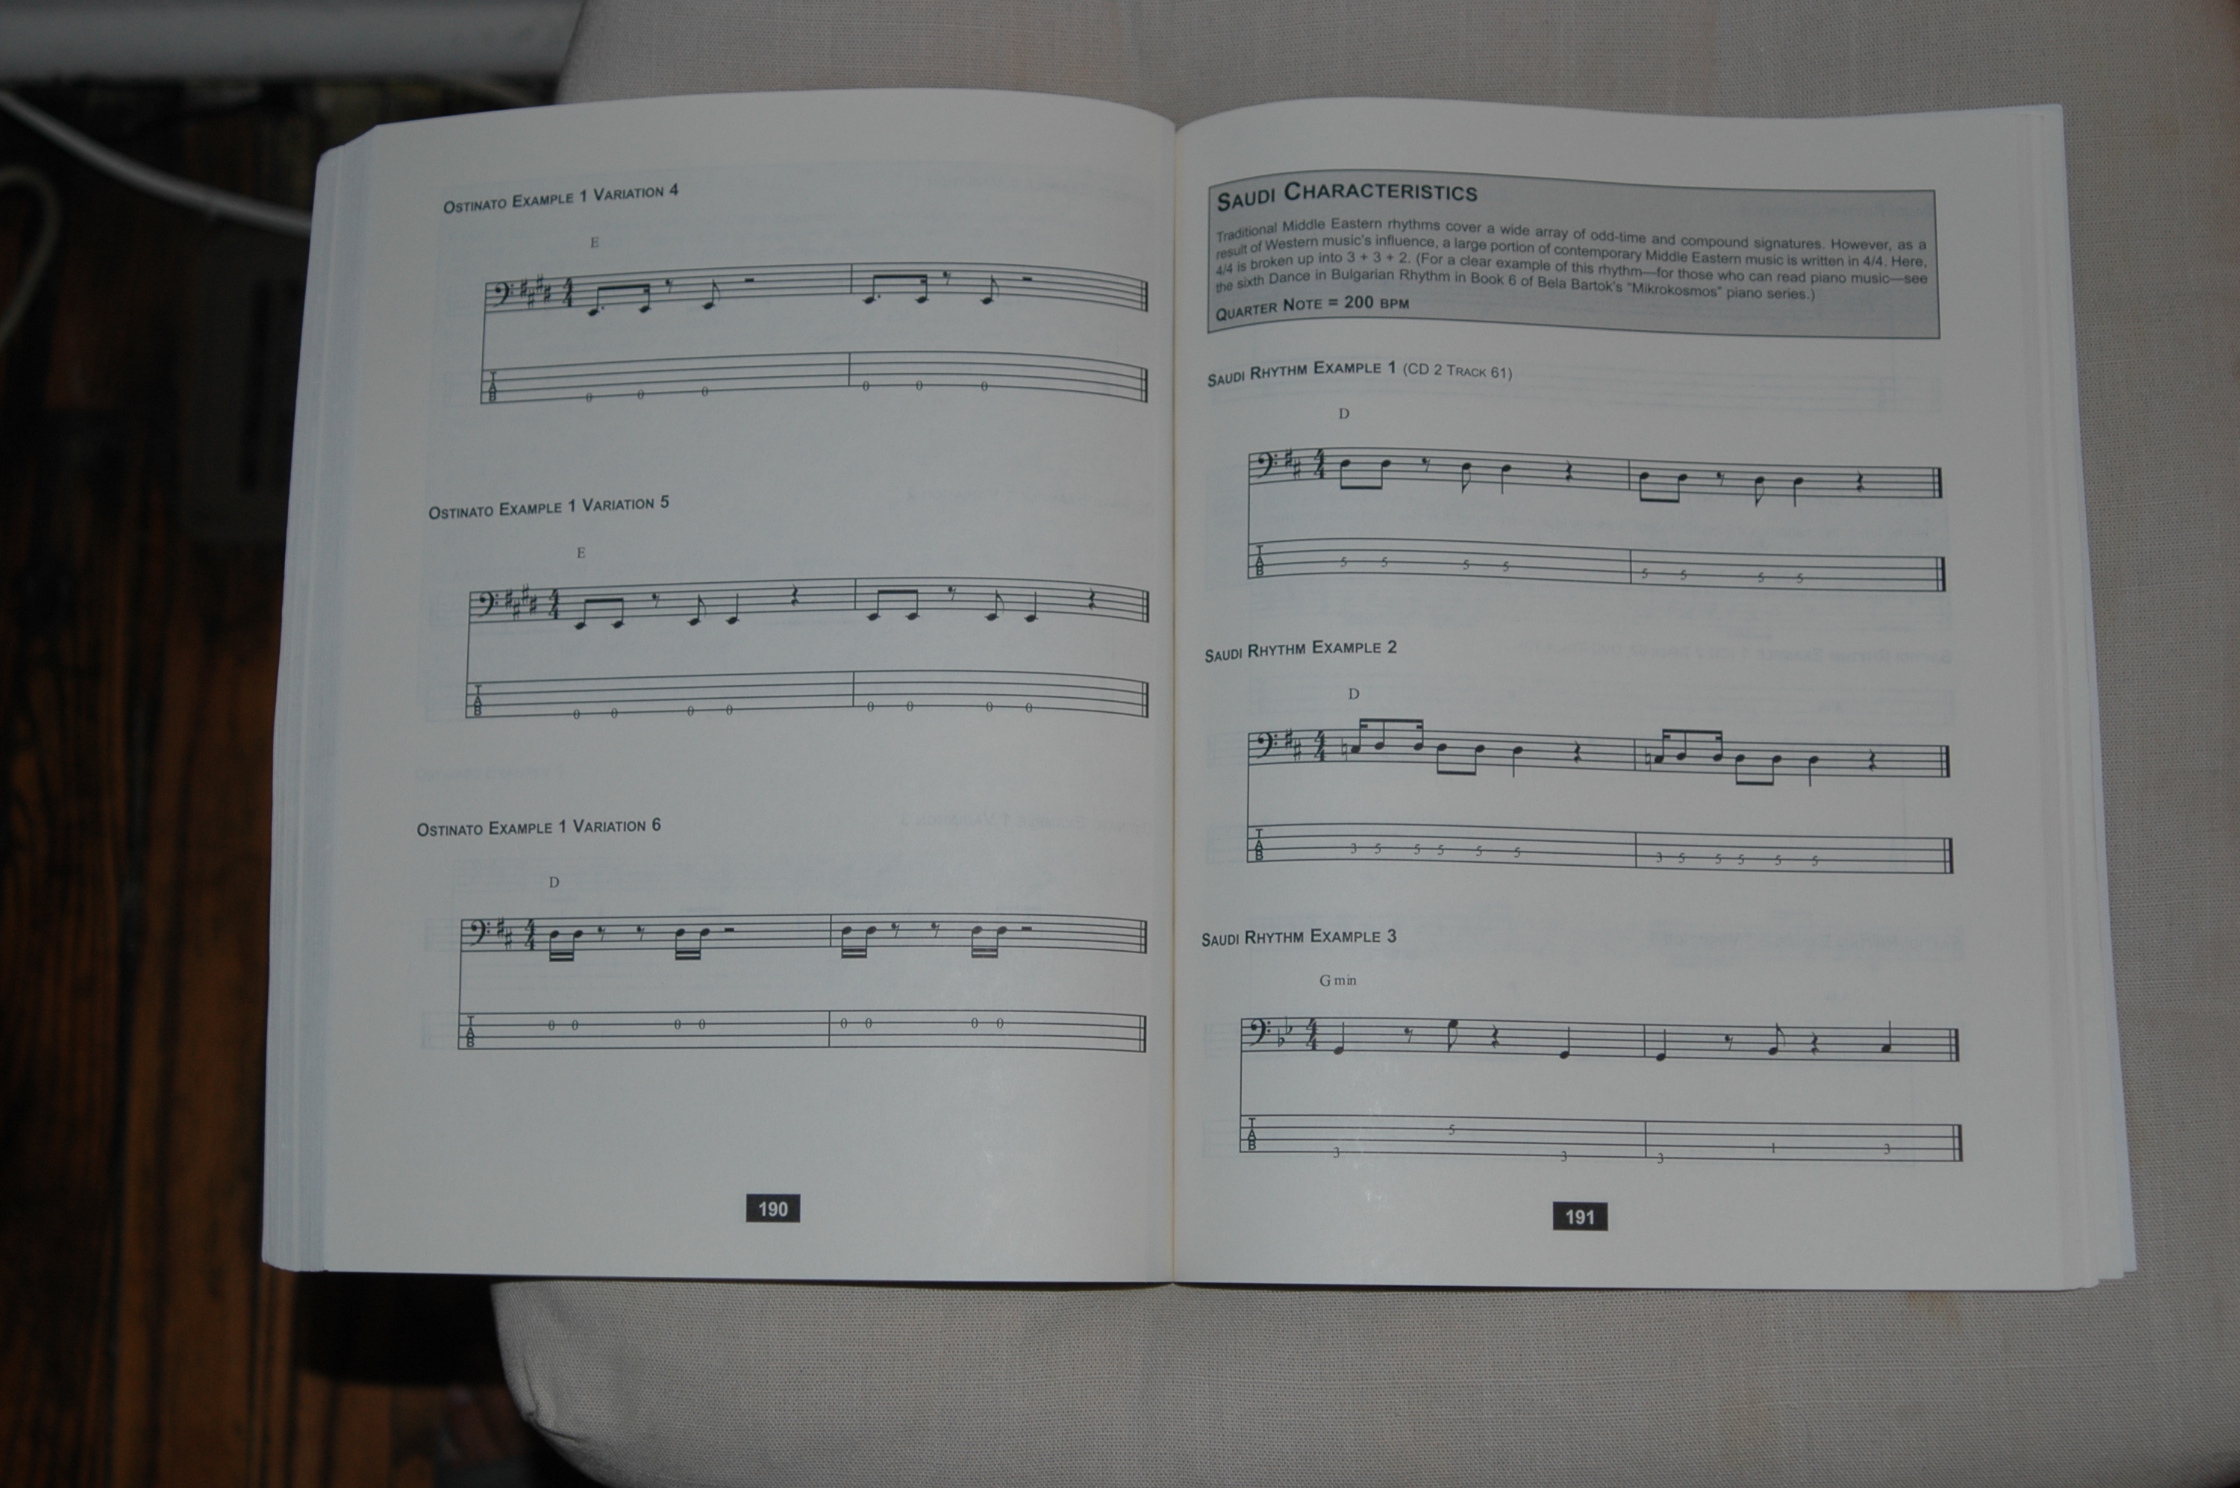 OSTINATO EXAMPLE 1 VARIATION 4
E
4
4
T
A
B
0 0 0 0 0 0
OSTINATO EXAMPLE 1 VARIATION 5
E
4
4
T
A
B
0 0 0 0 0 0 0 0
OSTINATO EXAMPLE 1 VARIATION 6
D
4
4
T
A
B
0 0 0 0 0 0 0 0
190
SAUDI CHARACTERISTICS
Traditional Middle Eastern rhythms cover a wide array of odd-time and compound signatures. However, as a
result of Western music's influence, a large portion of contemporary Middle Eastern music is written in 4/4. Here,
4/4 is broken up into 3 + 3 + 2. (For a clear example of this rhythm—for those who can read piano music—see
the sixth Dance in Bulgarian Rhythm in Book 6 of Bela Bartok's "Mikrokosmos" piano series.)
QUARTER NOTE = 200 BPM
SAUDI RHYTHM EXAMPLE 1 (CD 2 TRACK 61)
D
4
4
T
A
B
5 5 5 5 5 5 5 5
SAUDI RHYTHM EXAMPLE 2
D
4
4
T
A
B
3 5 5 5 5 5 3 5 5 5 5 5
SAUDI RHYTHM EXAMPLE 3
G min
4
4
T
A
B
3 5 3 3 1 3
191